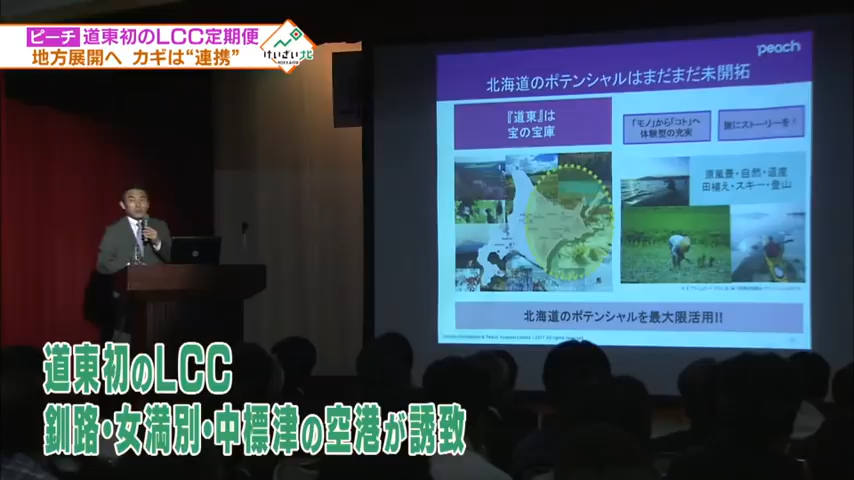 ピーチ 道東初のLCC定期便
地方展開へ カギは“連携”
けいざいナビ
HOKKAIDO
peach
北海道のポテンシャルはまだまだ未開拓
『道東』は
宝の宝庫
「モノ」から「コト」へ
体験型の充実
旅にストーリーを!
原風景・自然・遺産
田植え・スキー・登山
北海道のポテンシャルを最大限活用!!
道東初のLCC
釧路・女満別・中標津の空港が誘致